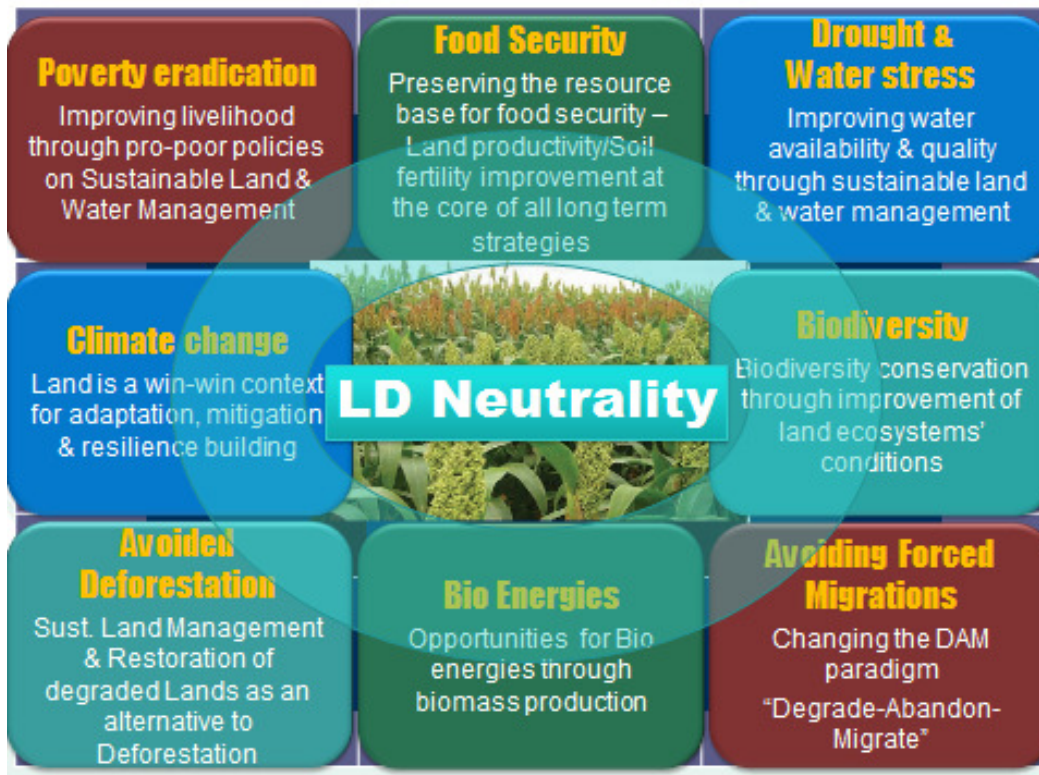 Poverty eradication
Improving livelihood
through pro-poor policies
on Sustainable Land &
Water Management
Food Security
Preserving the resource
base for food security –
Land productivity/Soil
fertility improvement at
the core of all long term
strategies
Drought &
Water stress
Improving water
availability & quality
through sustainable land
& water management
Climate change
Land is a win-win context
for adaptation, mitigation
& resilience building
LD Neutrality
Biodiversity
Biodiversity conservation
through improvement of
land ecosystems’
conditions
Avoided
Deforestation
Sust. Land Management
& Restoration of
degraded Lands as an
alternative to
Deforestation
Bio Energies
Opportunities for Bio
energies through
biomass production
Avoiding Forced
Migrations
Changing the DAM
paradigm
“Degrade-Abandon-
Migrate”